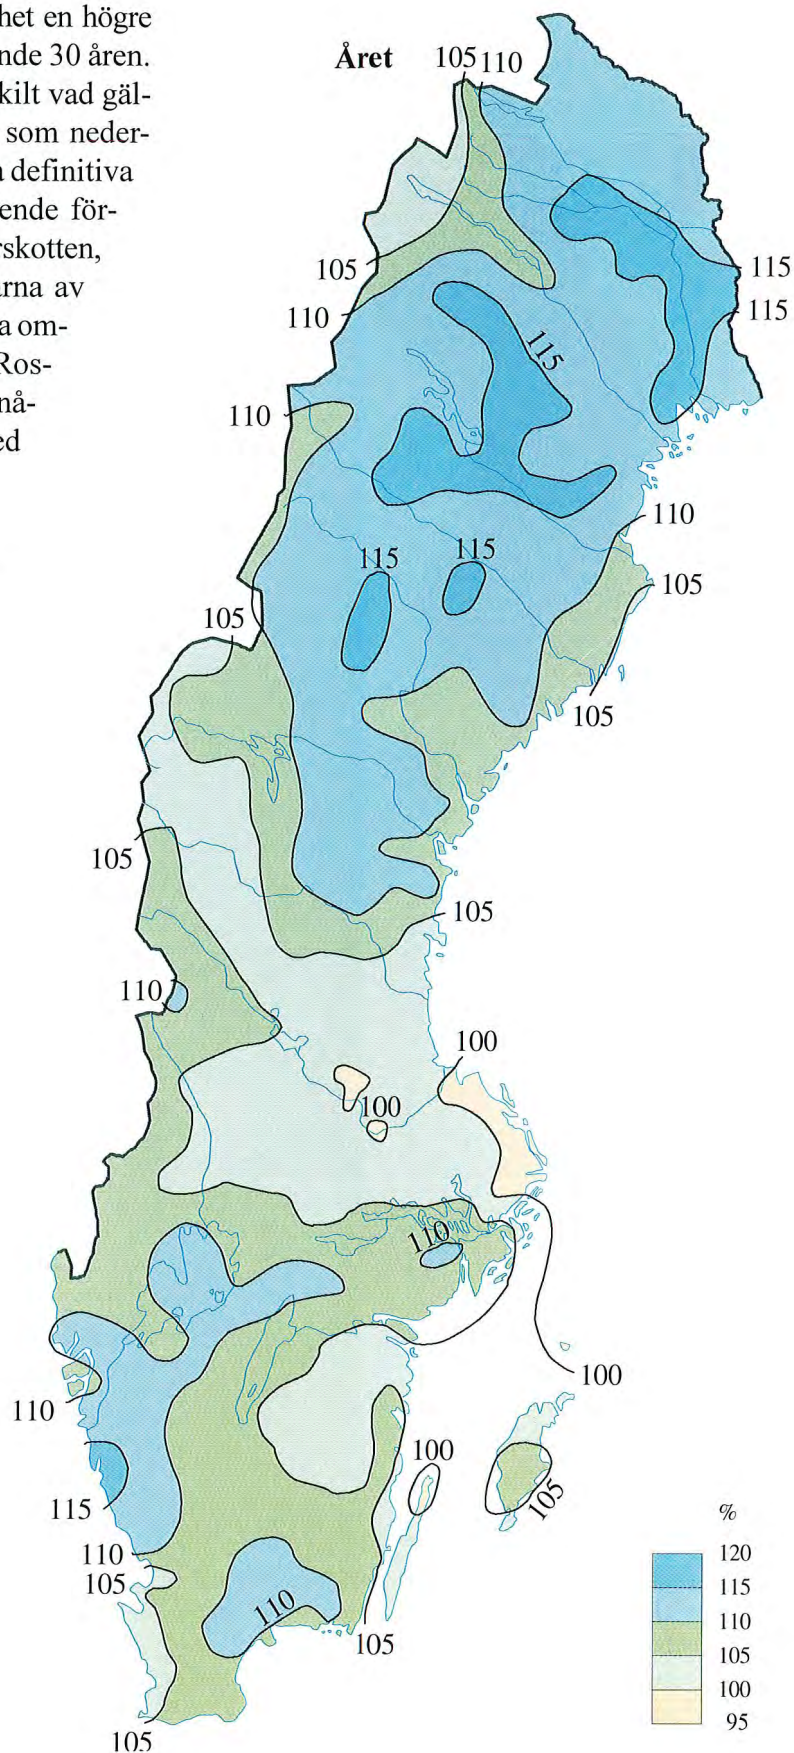 het en högre
nde 30 åren.
kilt vad gäl-
som neder-
a definitiva
ende för-
rskotten,
arna av
a om-
Ros-
nå-
ed
Året
105 110
105
110
115
115
115
110
110
115
115
105
105
105
105
105
110
100
100
110
100
110
100
105
115
110
105
110
105
105
%
120
115
110
105
100
95